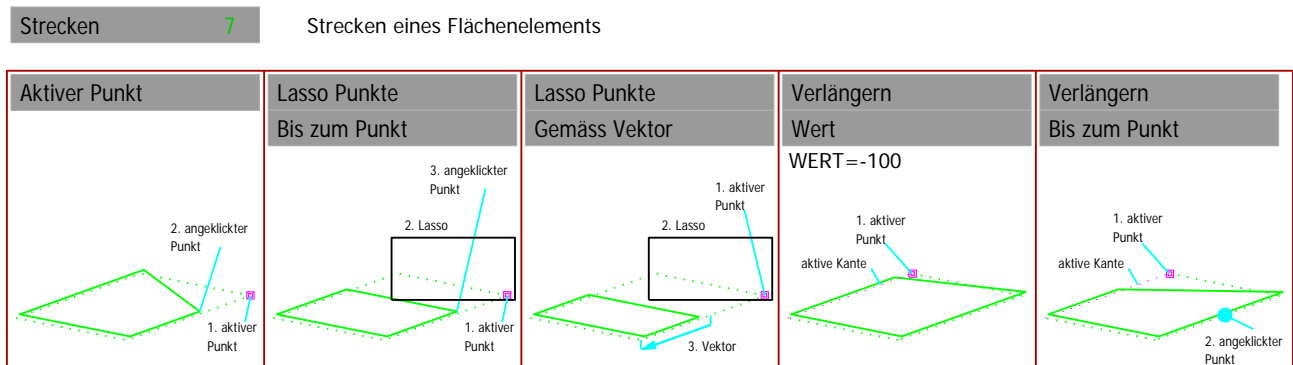 Strecken 7 Strecken eines Flächenelements
Aktiver Punkt
2. angeklickter
Punkt
1. aktiver
Punkt
Lasso Punkte
Bis zum Punkt
3. angeklickter
Punkt
2. Lasso
1. aktiver
Punkt
Lasso Punkte
Gemäss Vektor
1. aktiver
Punkt
2. Lasso
3. Vektor
Verlängern
Wert
WERT=-100
1. aktiver
Punkt
aktive Kante
Verlängern
Bis zum Punkt
1. aktiver
Punkt
aktive Kante
2. angeklickter
Punkt